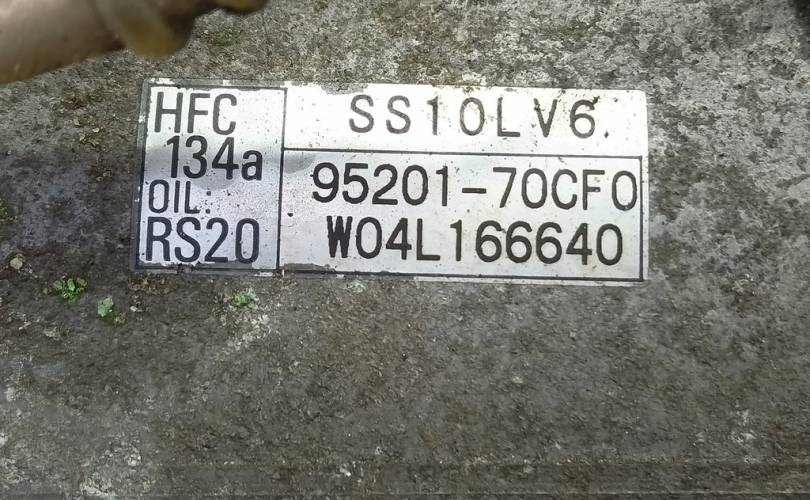 HFC
134a
OIL:
RS20
SS10LV6.
95201-70CF0
W04L166640